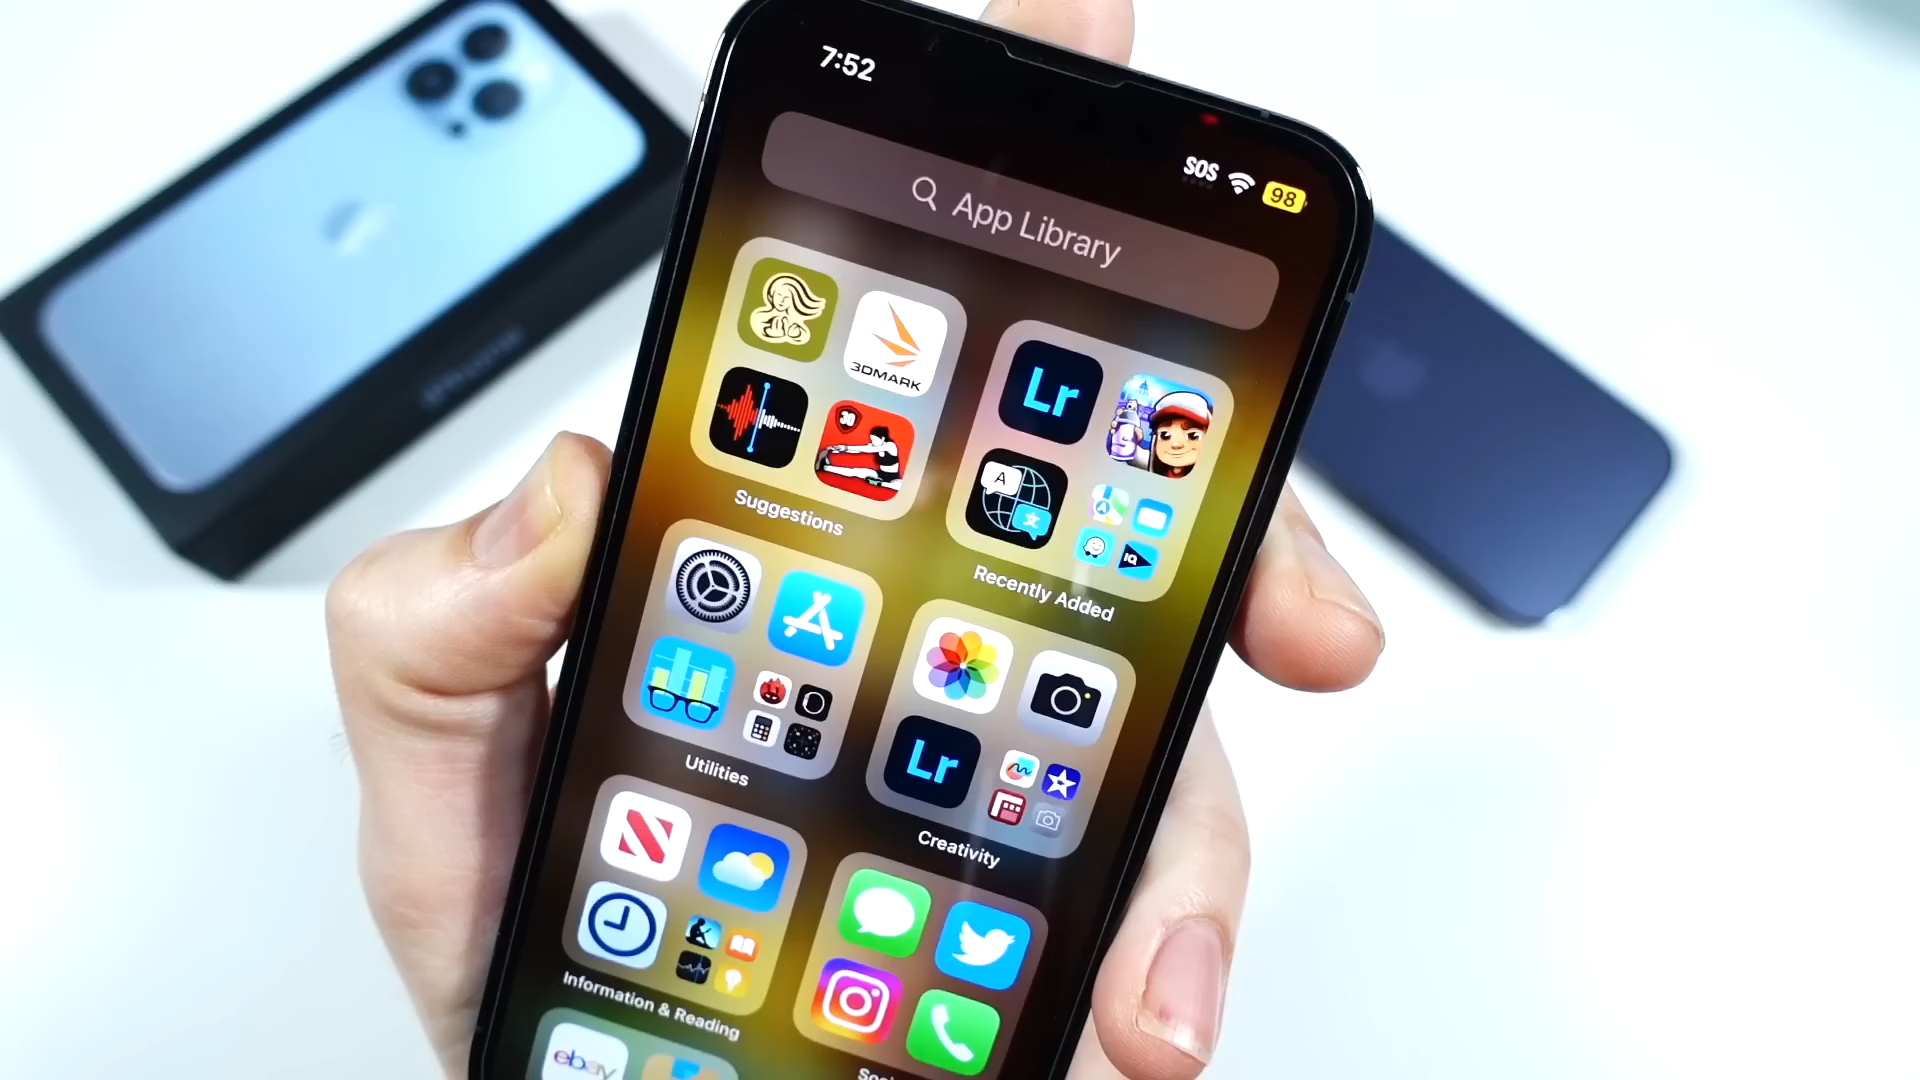 7:52
SOS
98
App Library
3DMARK
30
Suggestions
Lr
A
文
IQ
Recently Added
Utilities
Lr
Creativity
Information & Reading
ebay